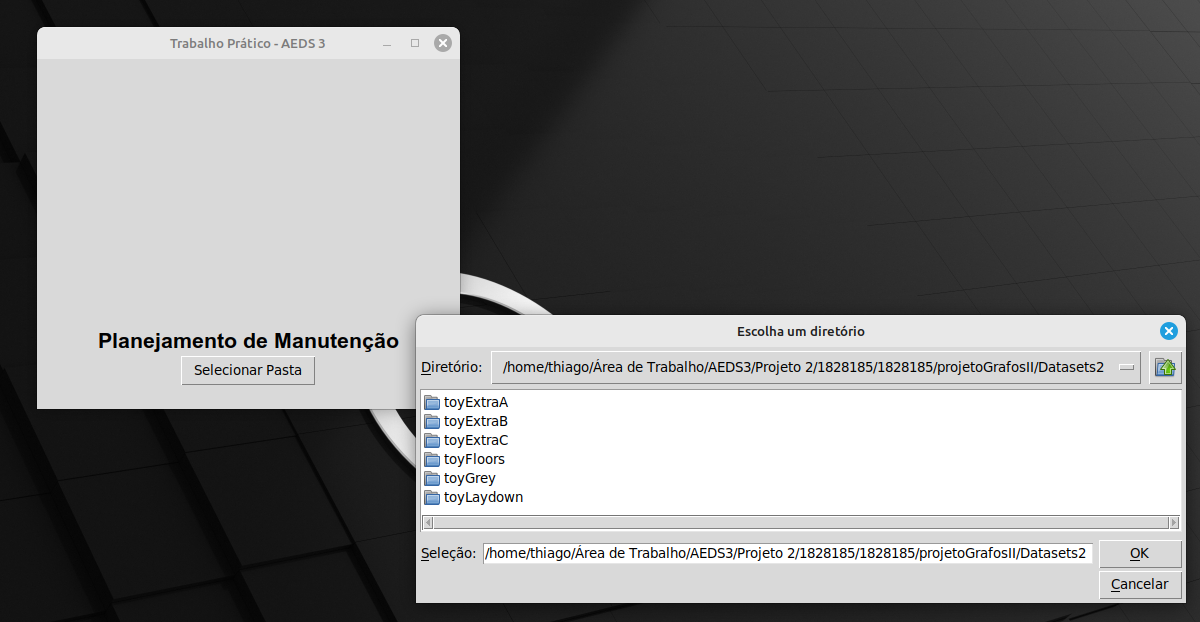 Trabalho Prático - AEDS 3
Planejamento de Manutenção
Selecionar Pasta
Escolha um diretório
Diretório: /home/thiago/Área de Trabalho/AEDS3/Projeto 2/1828185/1828185/projetoGrafosII/Datasets2
toyExtraA
toyExtraB
toyExtraC
toyFloors
toyGrey
toyLaydown
Seleção: /home/thiago/Área de Trabalho/AEDS3/Projeto 2/1828185/1828185/projetoGrafosII/Datasets2 OK
Cancelar